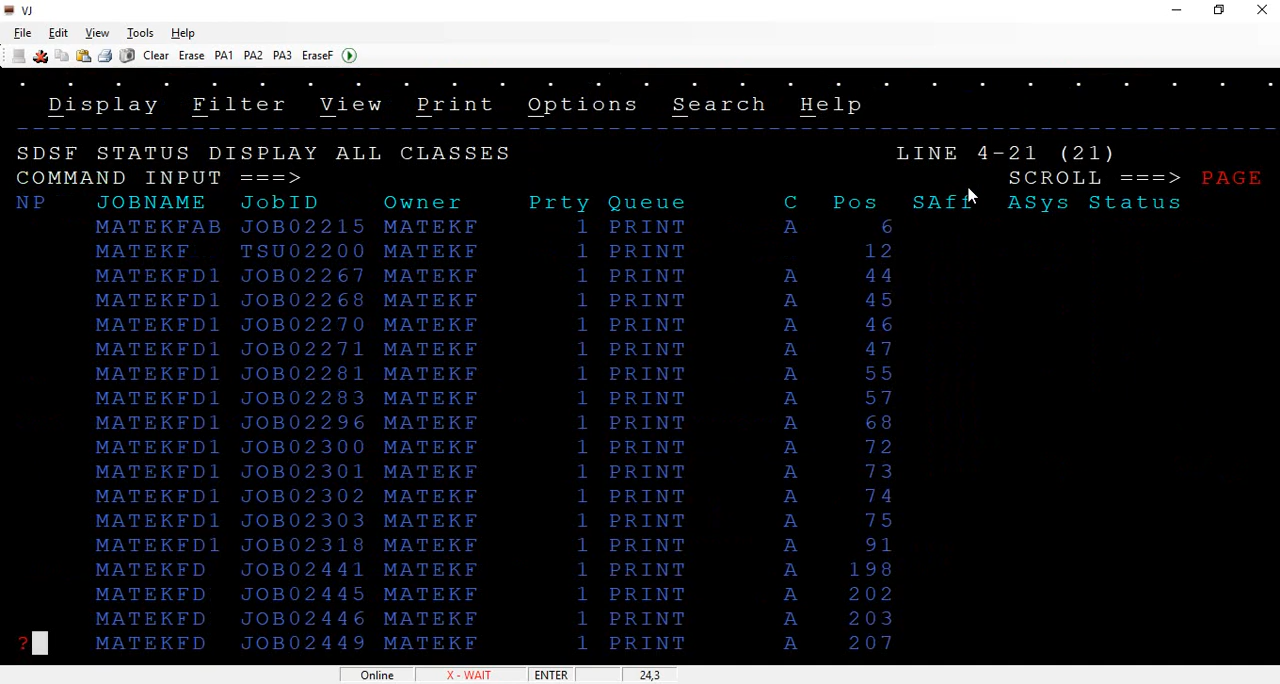 VJ
File Edit View Tools Help
Clear Erase PA1 PA2 PA3 EraseF
Display Filter View Print Options Search Help
SDSF STATUS DISPLAY ALL CLASSES LINE 4-21 (21)
COMMAND INPUT ===> SCROLL ===> PAGE
NP JOBNAME JobID Owner Prty Queue C Pos SAff ASys Status
MATEKFAB JOB02215 MATEKF 1 PRINT A 6
MATEKF TSU02200 MATEKF 1 PRINT 12
MATEKFD1 JOB02267 MATEKF 1 PRINT A 44
MATEKFD1 JOB02268 MATEKF 1 PRINT A 45
MATEKFD1 JOB02270 MATEKF 1 PRINT A 46
MATEKFD1 JOB02271 MATEKF 1 PRINT A 47
MATEKFD1 JOB02281 MATEKF 1 PRINT A 55
MATEKFD1 JOB02283 MATEKF 1 PRINT A 57
MATEKFD1 JOB02296 MATEKF 1 PRINT A 68
MATEKFD1 JOB02300 MATEKF 1 PRINT A 72
MATEKFD1 JOB02301 MATEKF 1 PRINT A 73
MATEKFD1 JOB02302 MATEKF 1 PRINT A 74
MATEKFD1 JOB02303 MATEKF 1 PRINT A 75
MATEKFD1 JOB02318 MATEKF 1 PRINT A 91
MATEKFD JOB02441 MATEKF 1 PRINT A 198
MATEKFD JOB02445 MATEKF 1 PRINT A 202
MATEKFD JOB02446 MATEKF 1 PRINT A 203
? MATEKFD JOB02449 MATEKF 1 PRINT A 207
Online X - WAIT ENTER 24,3